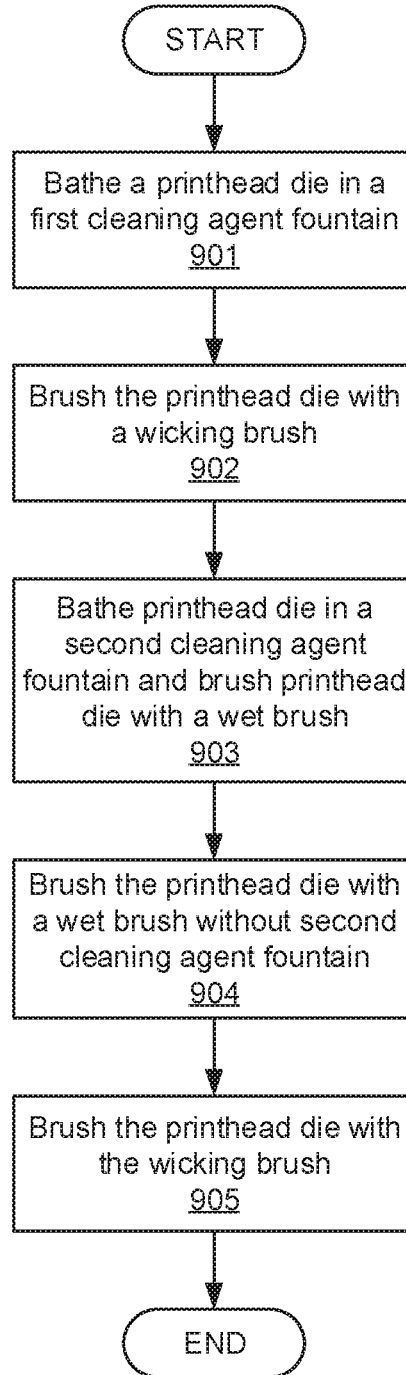 START
Bathe a printhead die in a
first cleaning agent fountain
901
Brush the printhead die with
a wicking brush
902
Bathe printhead die in a
second cleaning agent
fountain and brush printhead
die with a wet brush
903
Brush the printhead die with
a wet brush without second
cleaning agent fountain
904
Brush the printhead die with
the wicking brush
905
END